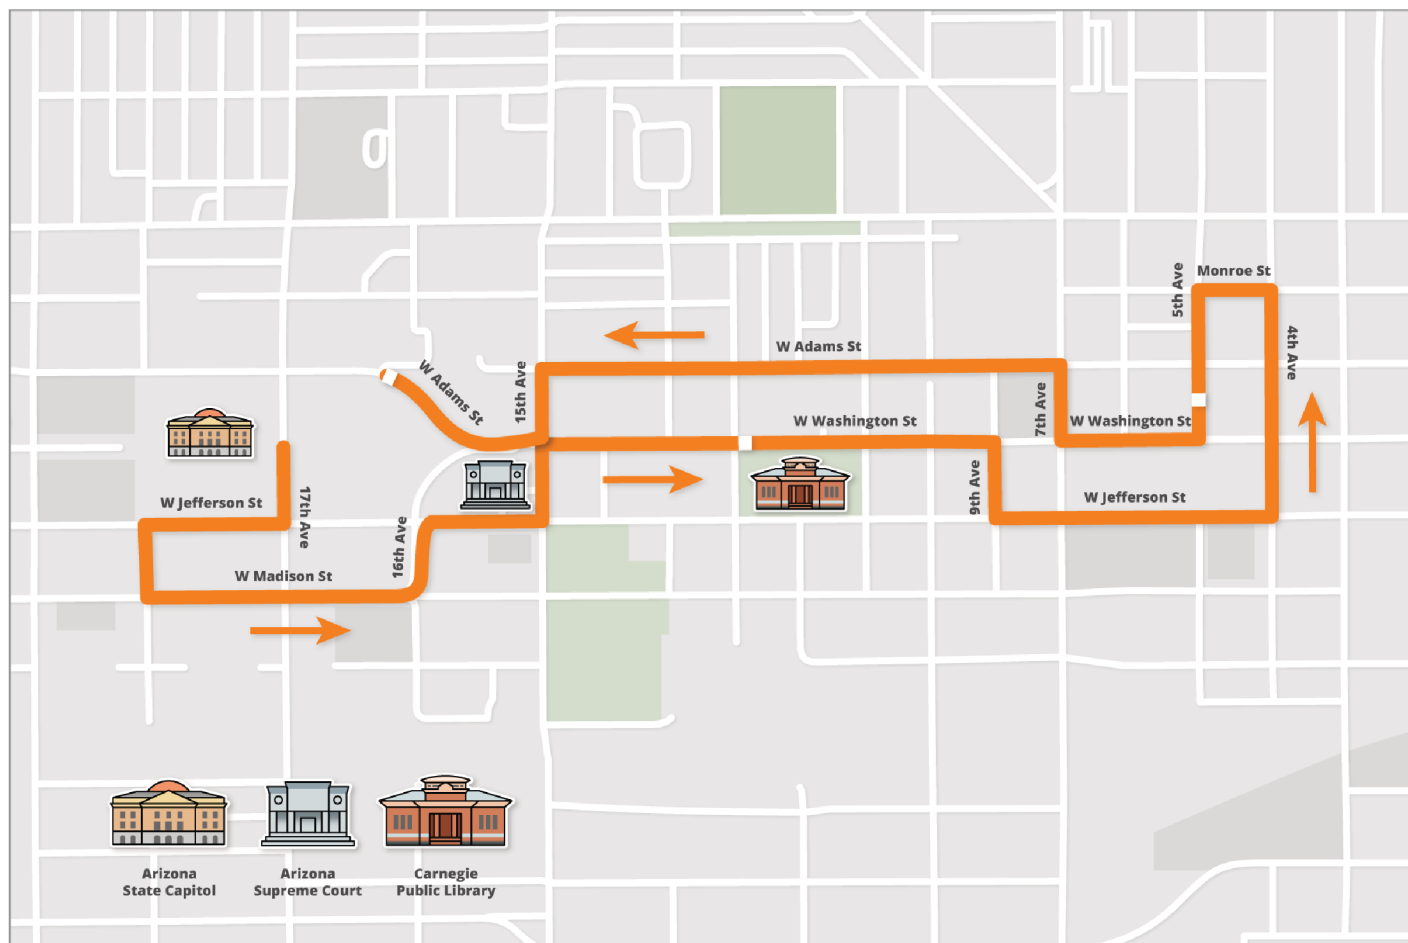 Monroe St
5th Ave
4th Ave
W Adams St
W Adams St
15th Ave
7th Ave
W Washington St
W Washington St
9th Ave
W Jefferson St
W Jefferson St
17th Ave
16th Ave
W Madison St
Arizona
State Capitol
Arizona
Supreme Court
Carnegie
Public Library